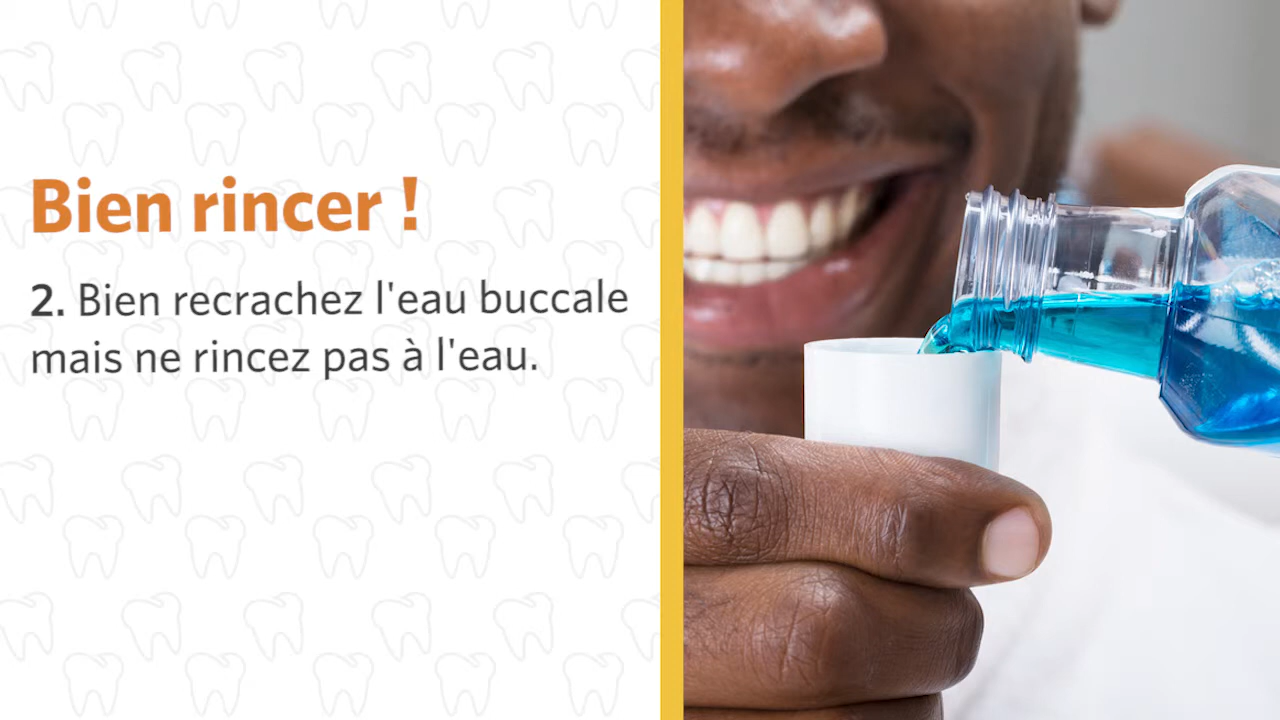 Bien rincer !
2. Bien recrachez l'eau buccale
mais ne rincez pas à l'eau.